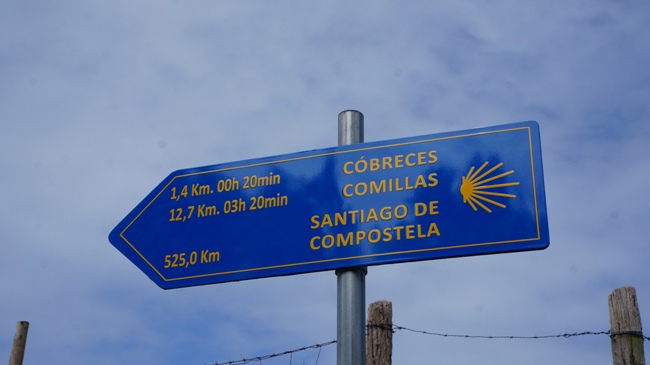 1,4 Km. 00h 20min CÓBRECES
12,7 Km. 03h 20min COMILLAS
525,0 Km SANTIAGO DE
COMPOSTELA